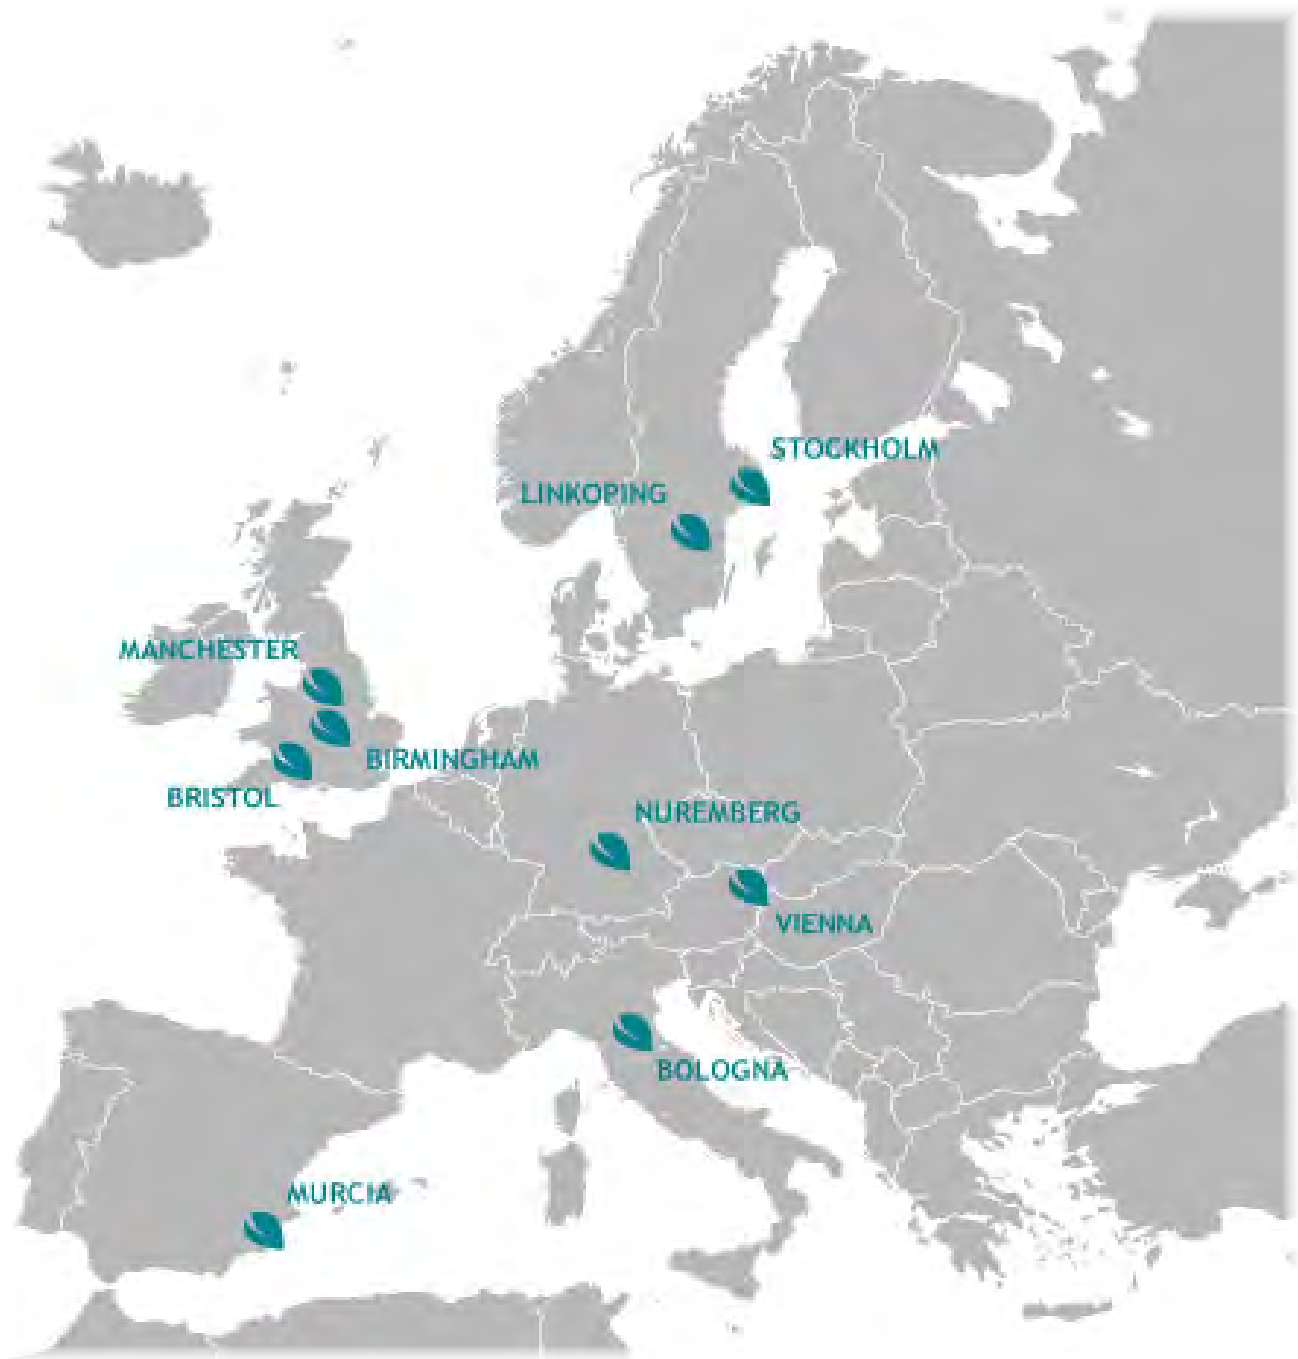 STOCKHOLM
LINKOPING
MANCHESTER
BIRMINGHAM
BRISTOL
NUREMBERG
VIENNA
BOLOGNA
MURCIA